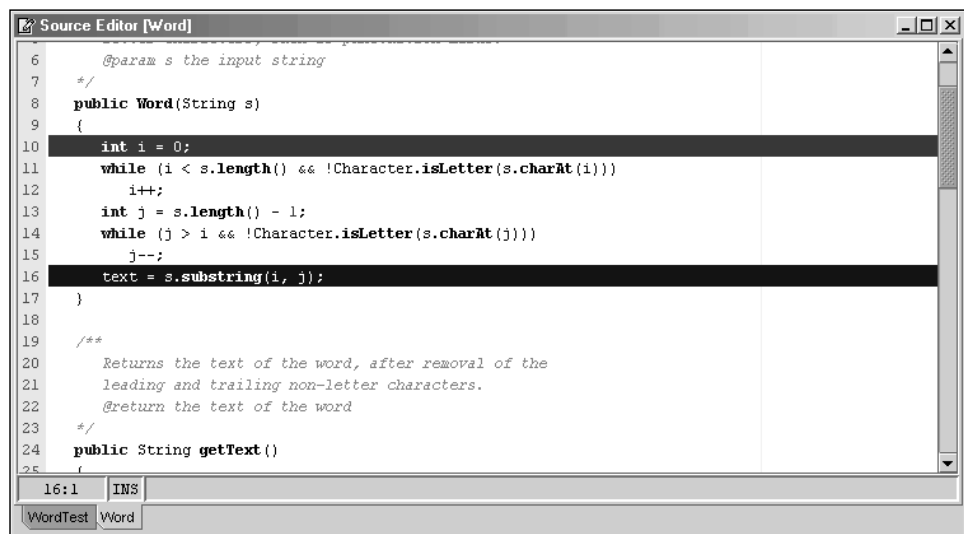 Source Editor [Word]
6 @param s the input string
7 */
8 public Word(String s)
9 {
10 int i = 0;
11 while (i < s.length() && !Character.isLetter(s.charAt(i)))
12 i++;
13 int j = s.length() - 1;
14 while (j > i && !Character.isLetter(s.charAt(j)))
15 j--;
16 text = s.substring(i, j);
17 }
18
19 /**
20 Returns the text of the word, after removal of the
21 leading and trailing non-letter characters.
22 @return the text of the word
23 */
24 public String getText()
25 {
16:1 INS
WordTest Word